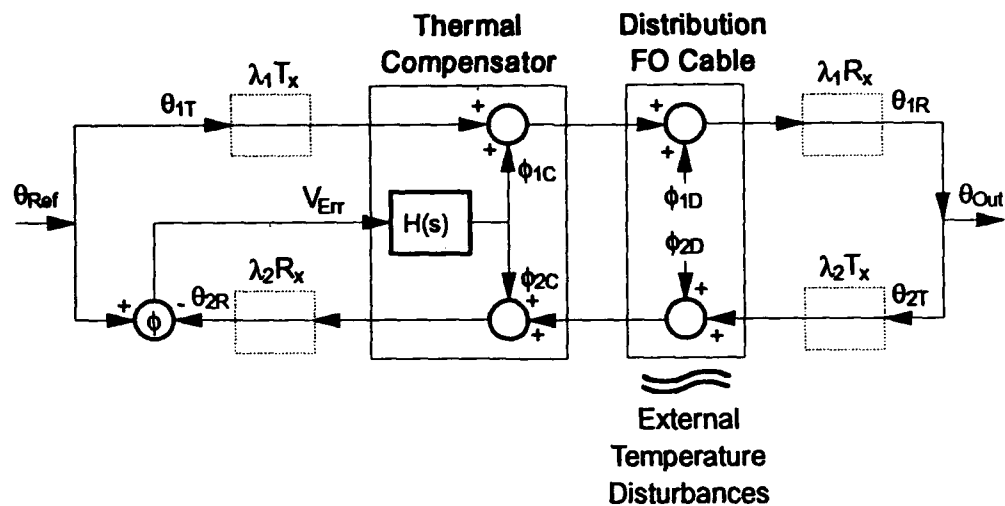 Thermal
Compensator
Distribution
FO Cable
λ₁Tₓ
λ₁Rₓ
θ₁T
θ₁R
+
+
+
+
ϕ₁C
ϕ₁D
θRef
VErr
H(s)
θOut
ϕ₂D
λ₂Rₓ
ϕ₂C
λ₂Tₓ
+
-
θ₂R
ϕ
+
+
+
+
θ₂T
External
Temperature
Disturbances